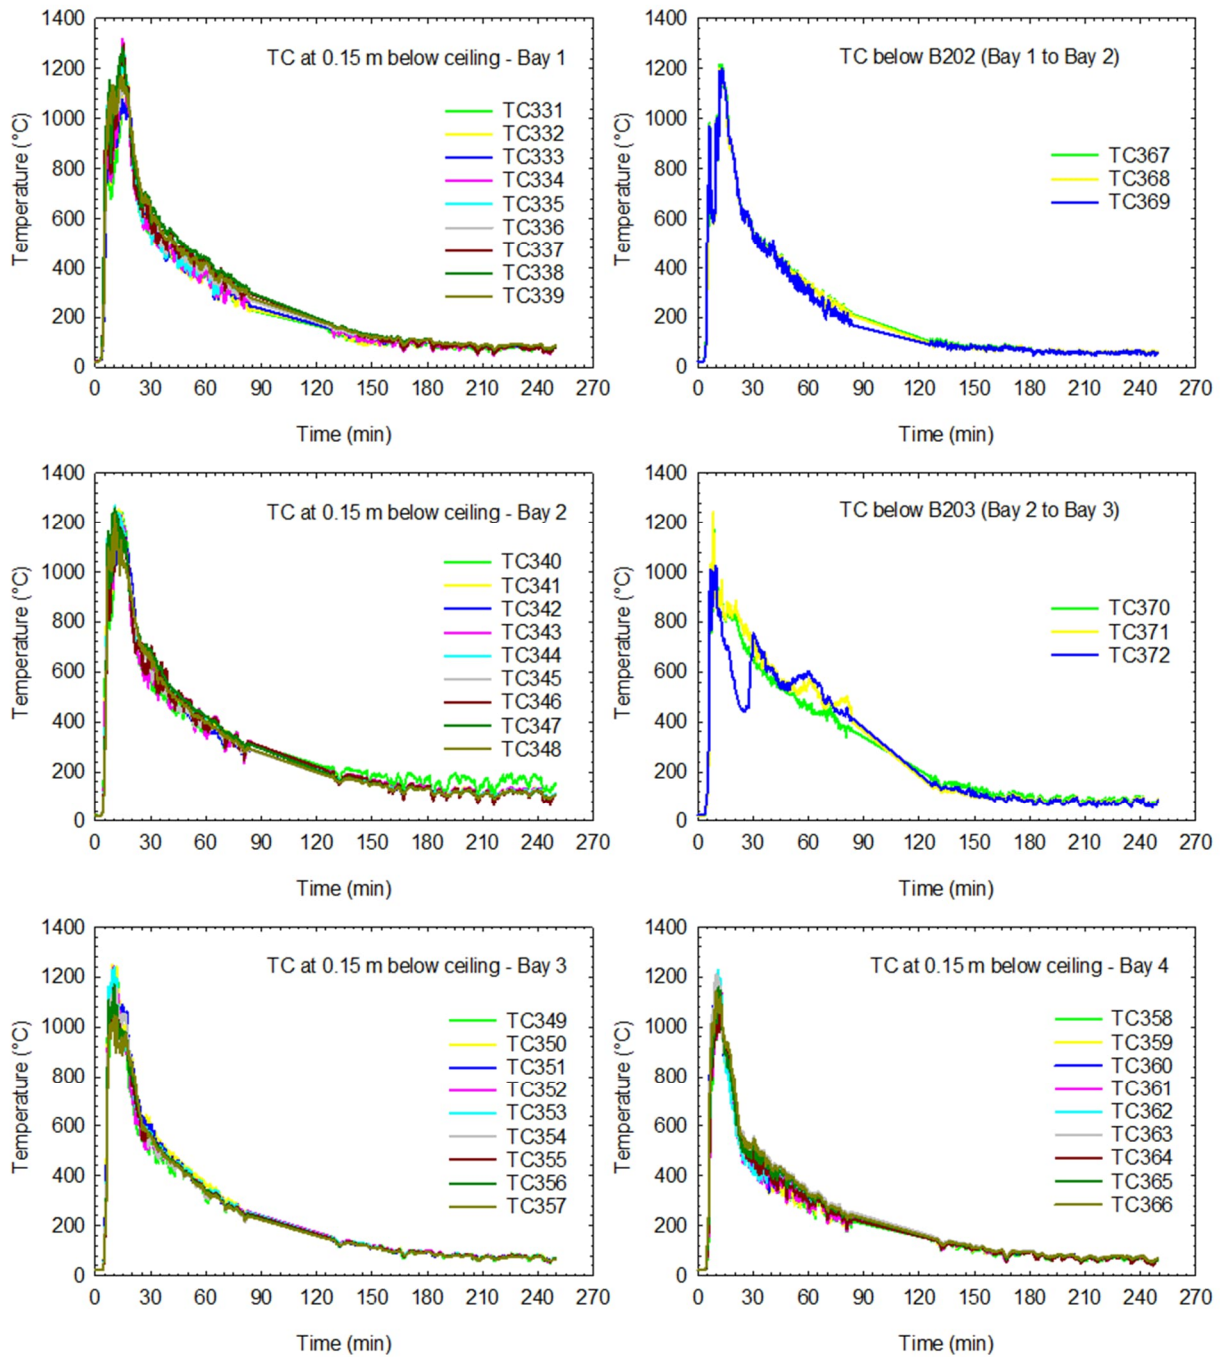 TC at 0.15 m below ceiling - Bay 1
Temperature (°C)
1400
1200
1000
800
600
400
200
0
TC331
TC332
TC333
TC334
TC335
TC336
TC337
TC338
TC339
0 30 60 90 120 150 180 210 240 270
Time (min)
TC below B202 (Bay 1 to Bay 2)
Temperature (°C)
1400
1200
1000
800
600
400
200
0
TC367
TC368
TC369
0 30 60 90 120 150 180 210 240 270
Time (min)
TC at 0.15 m below ceiling - Bay 2
Temperature (°C)
1400
1200
1000
800
600
400
200
0
TC340
TC341
TC342
TC343
TC344
TC345
TC346
TC347
TC348
0 30 60 90 120 150 180 210 240 270
Time (min)
TC below B203 (Bay 2 to Bay 3)
Temperature (°C)
1400
1200
1000
800
600
400
200
0
TC370
TC371
TC372
0 30 60 90 120 150 180 210 240 270
Time (min)
TC at 0.15 m below ceiling - Bay 3
Temperature (°C)
1400
1200
1000
800
600
400
200
0
TC349
TC350
TC351
TC352
TC353
TC354
TC355
TC356
TC357
0 30 60 90 120 150 180 210 240 270
Time (min)
TC at 0.15 m below ceiling - Bay 4
Temperature (°C)
1400
1200
1000
800
600
400
200
0
TC358
TC359
TC360
TC361
TC362
TC363
TC364
TC365
TC366
0 30 60 90 120 150 180 210 240 270
Time (min)